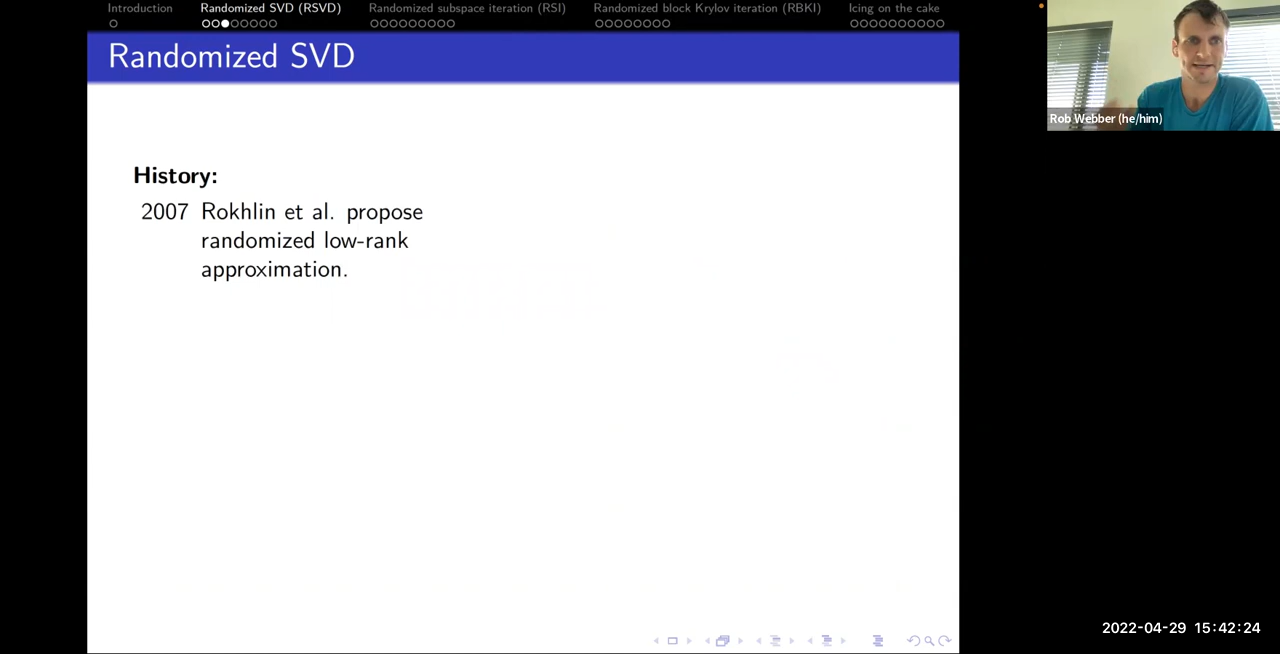 Introduction
Randomized SVD (RSVD)
Randomized subspace iteration (RSI)
Randomized block Krylov iteration (RBKI)
Icing on the cake
Randomized SVD
Rob Webber (he/him)
History:
2007 Rokhlin et al. propose
randomized low-rank
approximation.
2022-04-29 15:42:24